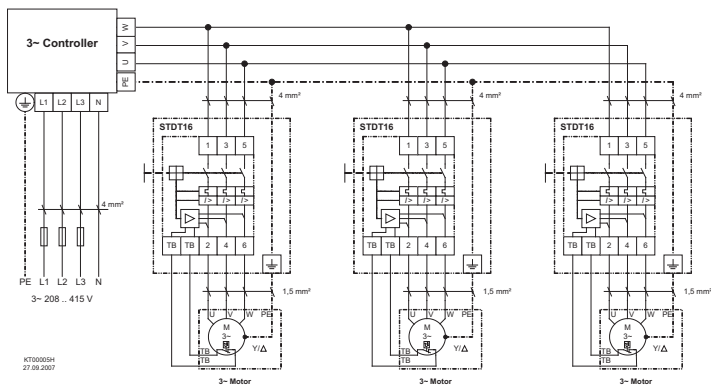 3~ Controller
W
V
U
PE
L1 L2 L3 N
4 mm²
PE L1 L2 L3 N
3~ 208 .. 415 V
KT00005H
27.09.2007
4 mm²
STDT16
1 3 5
I> I> I>
TB TB 2 4 6
1,5 mm²
U V W PE
M
3~
Y/Δ
TB
TB
3~ Motor
4 mm²
STDT16
1 3 5
I> I> I>
TB TB 2 4 6
1,5 mm²
U V W PE
M
3~
Y/Δ
TB
TB
3~ Motor
4 mm²
STDT16
1 3 5
I> I> I>
TB TB 2 4 6
1,5 mm²
U V W PE
M
3~
Y/Δ
TB
TB
3~ Motor